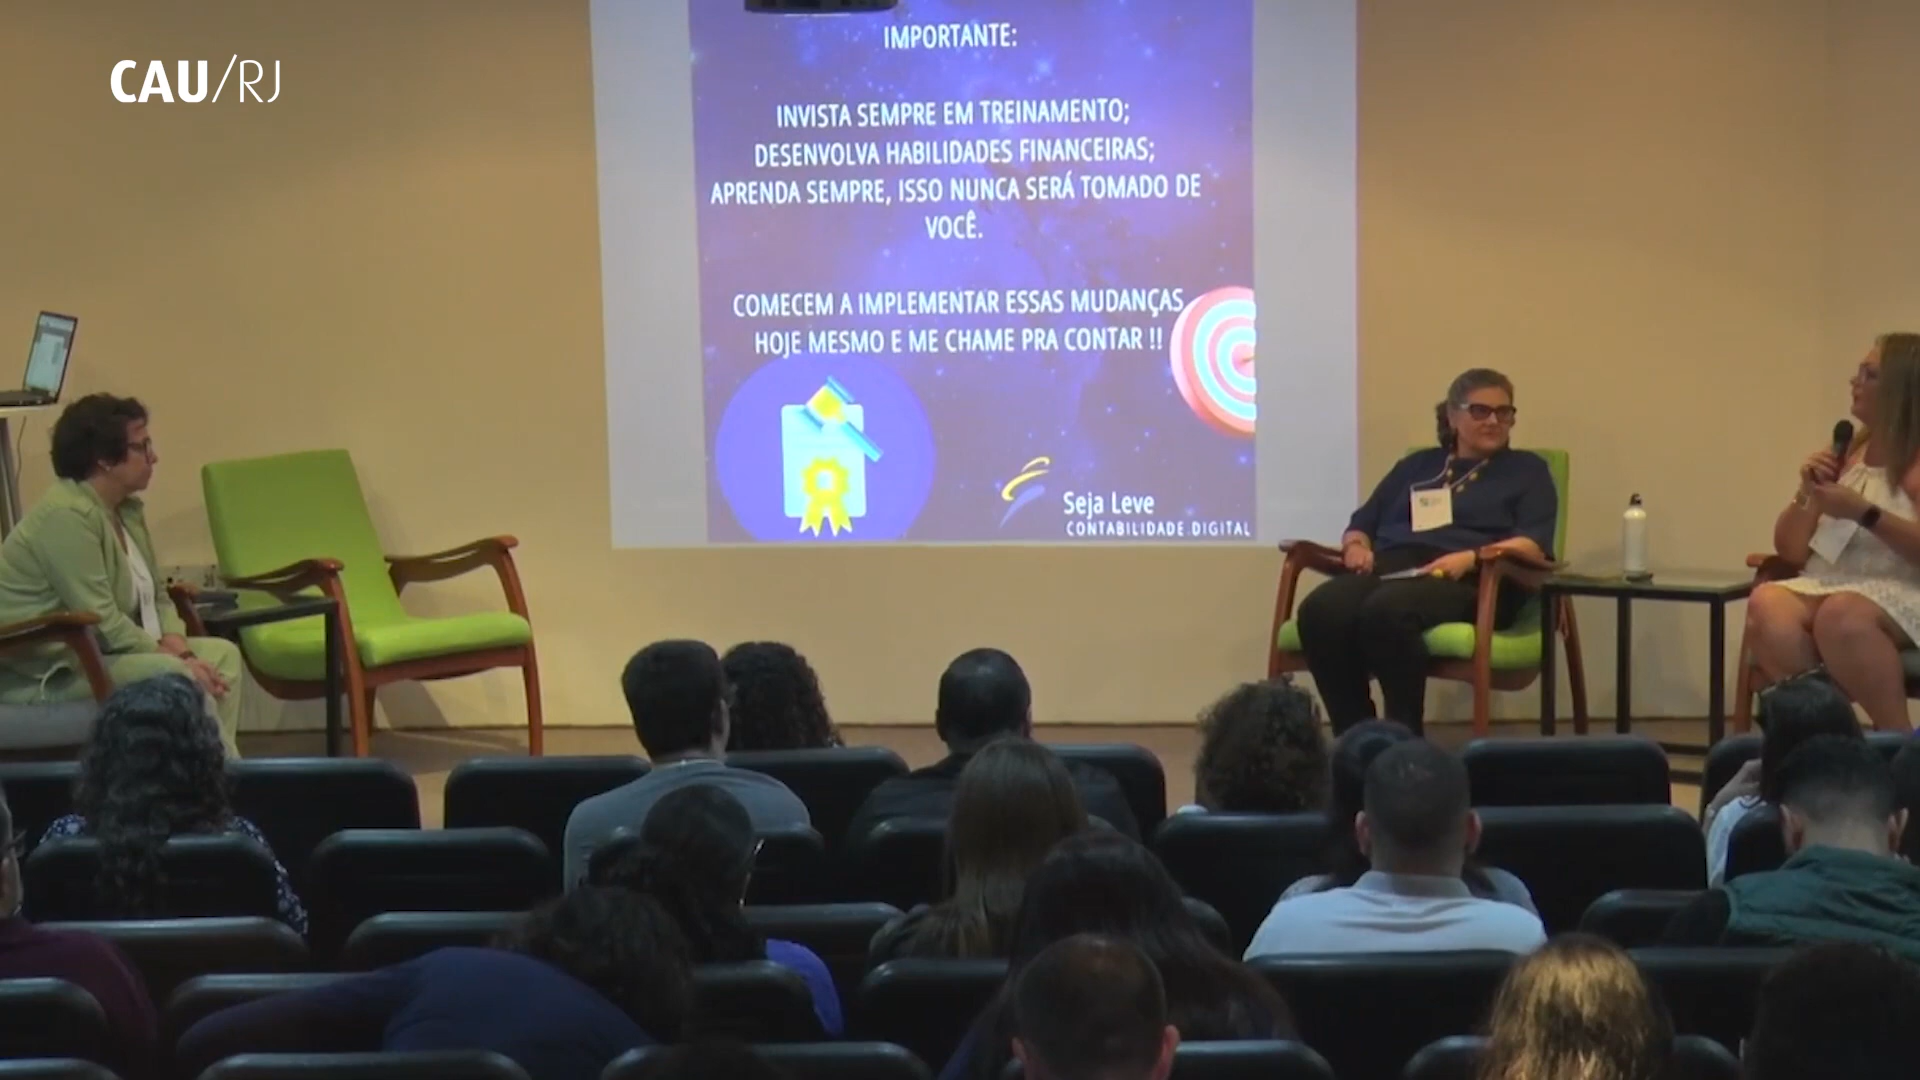 CAU/RJ
IMPORTANTE:
INVISTA SEMPRE EM TREINAMENTO;
DESENVOLVA HABILIDADES FINANCEIRAS;
APRENDA SEMPRE, ISSO NUNCA SERÁ TOMADO DE
VOCÊ.
COMECEM A IMPLEMENTAR ESSAS MUDANÇAS
HOJE MESMO E ME CHAME PRA CONTAR !!
Seja Leve
CONTABILIDADE DIGITAL